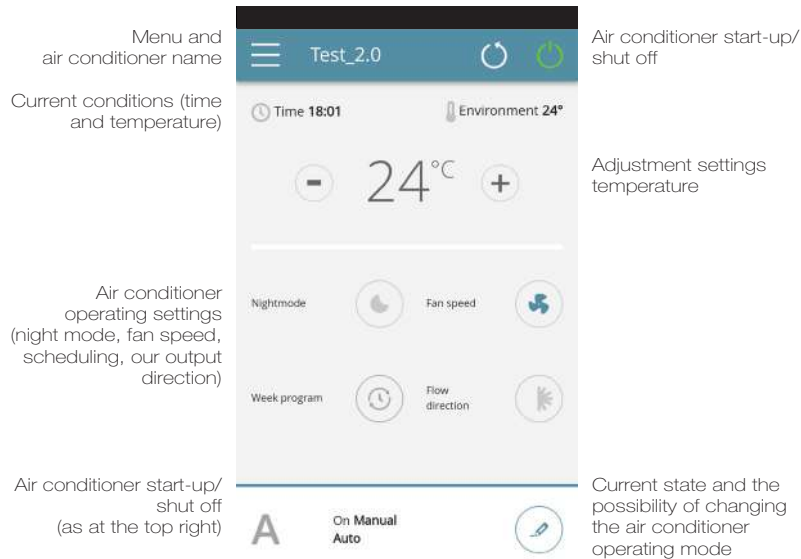 Menu and
air conditioner name
Test_2.0
Air conditioner start-up/
shut off
Current conditions (time
and temperature)
Time 18:01
Environment 24°
- 24°C +
Adjustment settings
temperature
Air conditioner
operating settings
(night mode, fan speed,
scheduling, our output
direction)
Nightmode
Fan speed
Week program
Flow
direction
Air conditioner start-up/
shut off
(as at the top right)
A
On Manual
Auto
Current state and the
possibility of changing
the air conditioner
operating mode